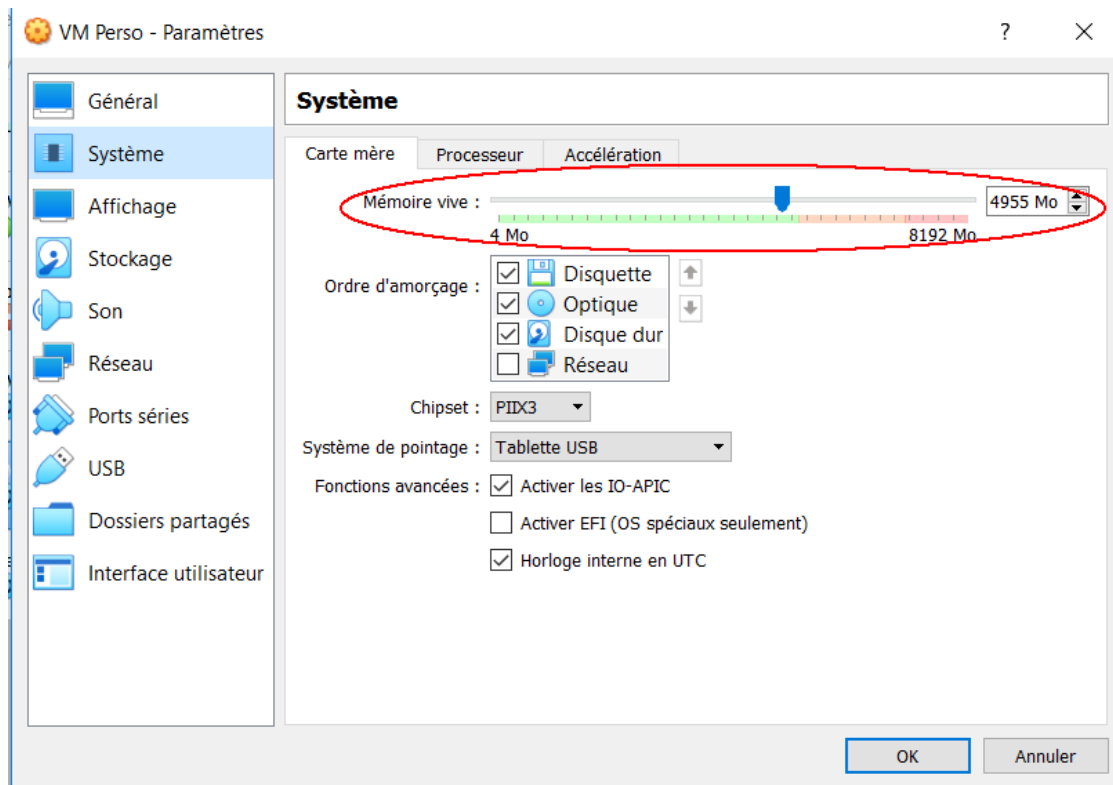 VM Perso - Paramètres ?
Général
Système
Affichage
Stockage
Son
Réseau
Ports séries
USB
Dossiers partagés
Interface utilisateur
Système
Carte mère Processeur Accélération
Mémoire vive : 4955 Mo
4 Mo 8192 Mo
Ordre d'amorçage : Disquette
Optique
Disque dur
Réseau
Chipset : PIIX3
Système de pointage : Tablette USB
Fonctions avancées : Activer les IO-APIC
Activer EFI (OS spéciaux seulement)
Horloge interne en UTC
OK Annuler